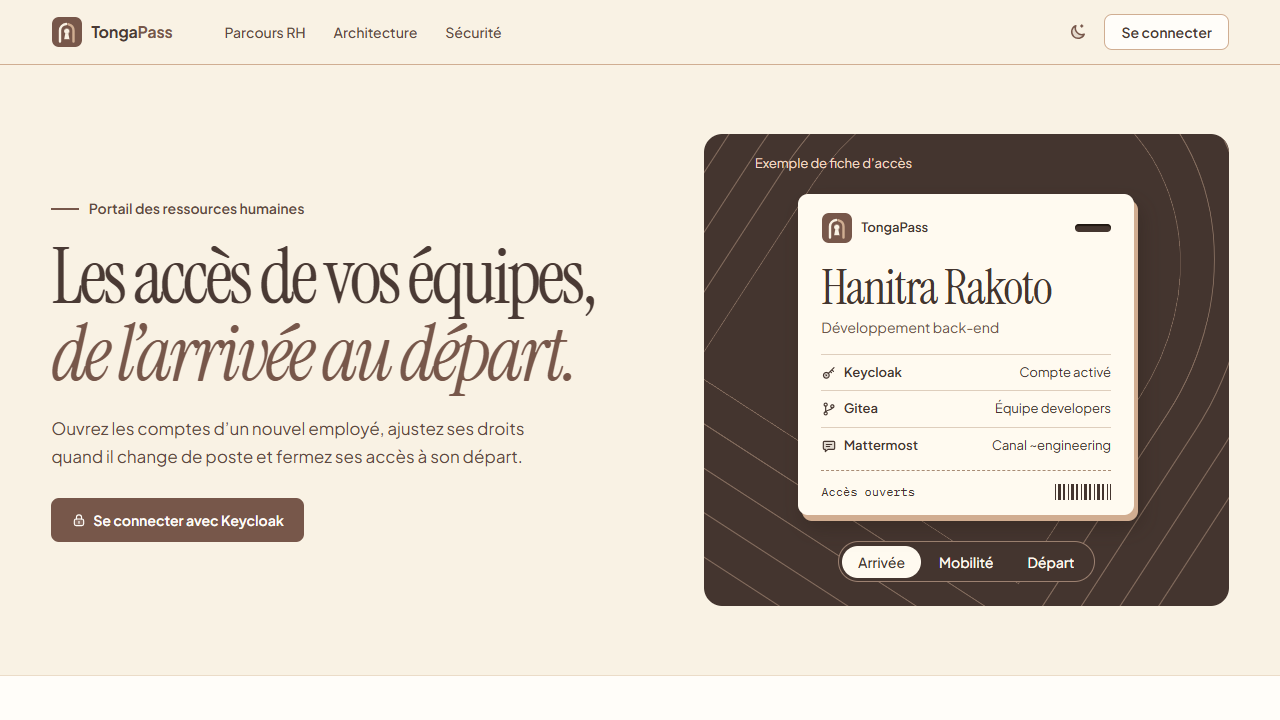 TongaPass
Parcours RH
Architecture
Sécurité
Se connecter
Portail des ressources humaines
Les accès de vos équipes,
de l’arrivée au départ.
Ouvrez les comptes d’un nouvel employé, ajustez ses droits
quand il change de poste et fermez ses accès à son départ.
Se connecter avec Keycloak
Exemple de fiche d’accès
TongaPass
Hanitra Rakoto
Développement back-end
Keycloak Compte activé
Gitea Équipe developers
Mattermost Canal ~engineering
Accès ouverts
Arrivée
Mobilité
Départ